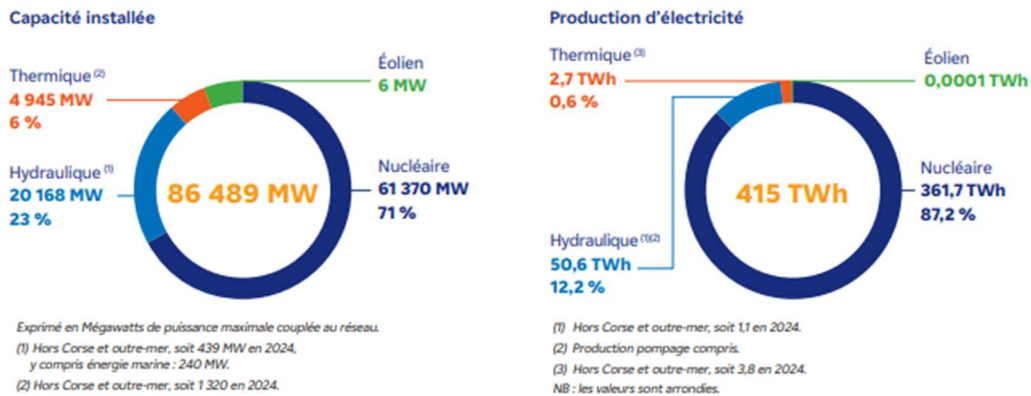 Capacité installée
Thermique (2)
4 945 MW
6 %
Éolien
6 MW
Hydraulique (1)
20 168 MW
23 %
86 489 MW
Nucléaire
61 370 MW
71 %
Exprimé en Mégawatts de puissance maximale couplée au réseau.
(1) Hors Corse et outre-mer, soit 439 MW en 2024,
y compris énergie marine : 240 MW.
(2) Hors Corse et outre-mer, soit 1 320 en 2024.
Production d'électricité
Thermique (3)
2,7 TWh
0,6 %
Éolien
0,0001 TWh
415 TWh
Nucléaire
361,7 TWh
87,2 %
Hydraulique (1)(2)
50,6 TWh
12,2 %
(1) Hors Corse et outre-mer, soit 1,1 en 2024.
(2) Production pompage compris.
(3) Hors Corse et outre-mer, soit 3,8 en 2024.
NB : les valeurs sont arrondies.